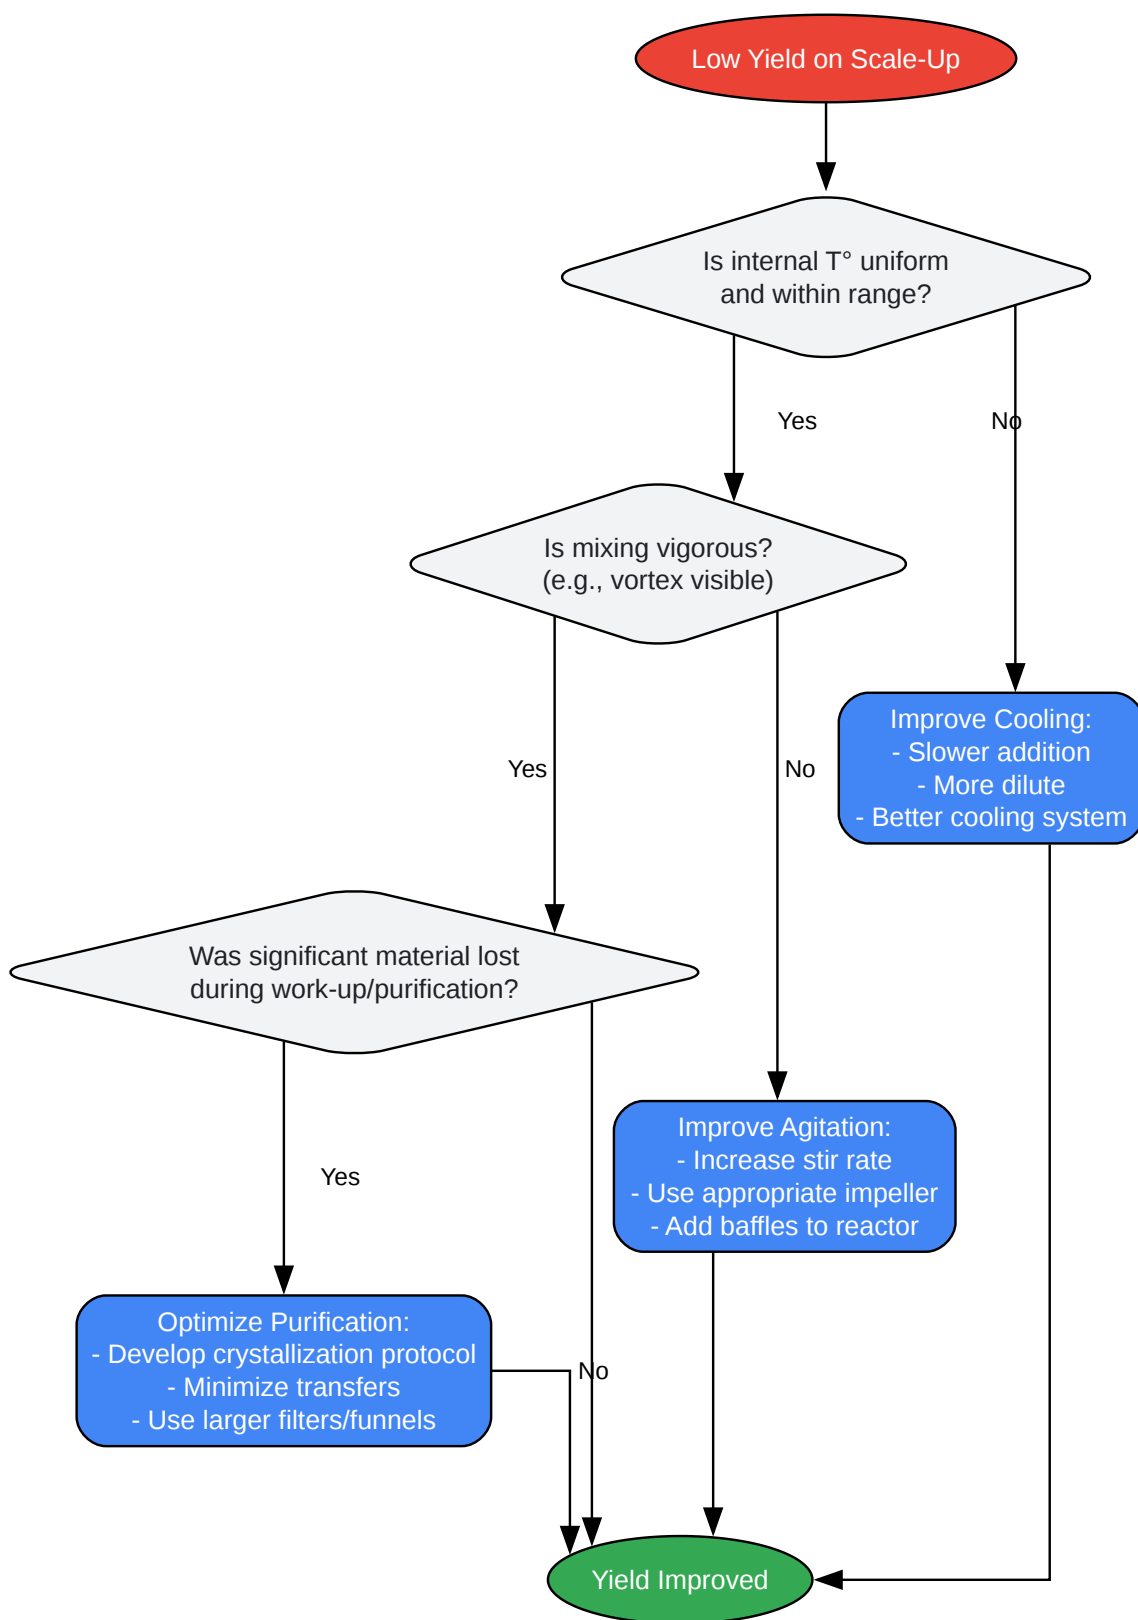 Low Yield on Scale-Up
Is internal T° uniform
and within range?
Yes
No
Is mixing vigorous?
(e.g., vortex visible)
Improve Cooling:
- Slower addition
- More dilute
- Better cooling system
Yes
No
Was significant material lost
during work-up/purification?
Improve Agitation:
- Increase stir rate
- Use appropriate impeller
- Add baffles to reactor
Yes
Optimize Purification:
- Develop crystallization protocol
- Minimize transfers
- Use larger filters/funnels
No
Yield Improved